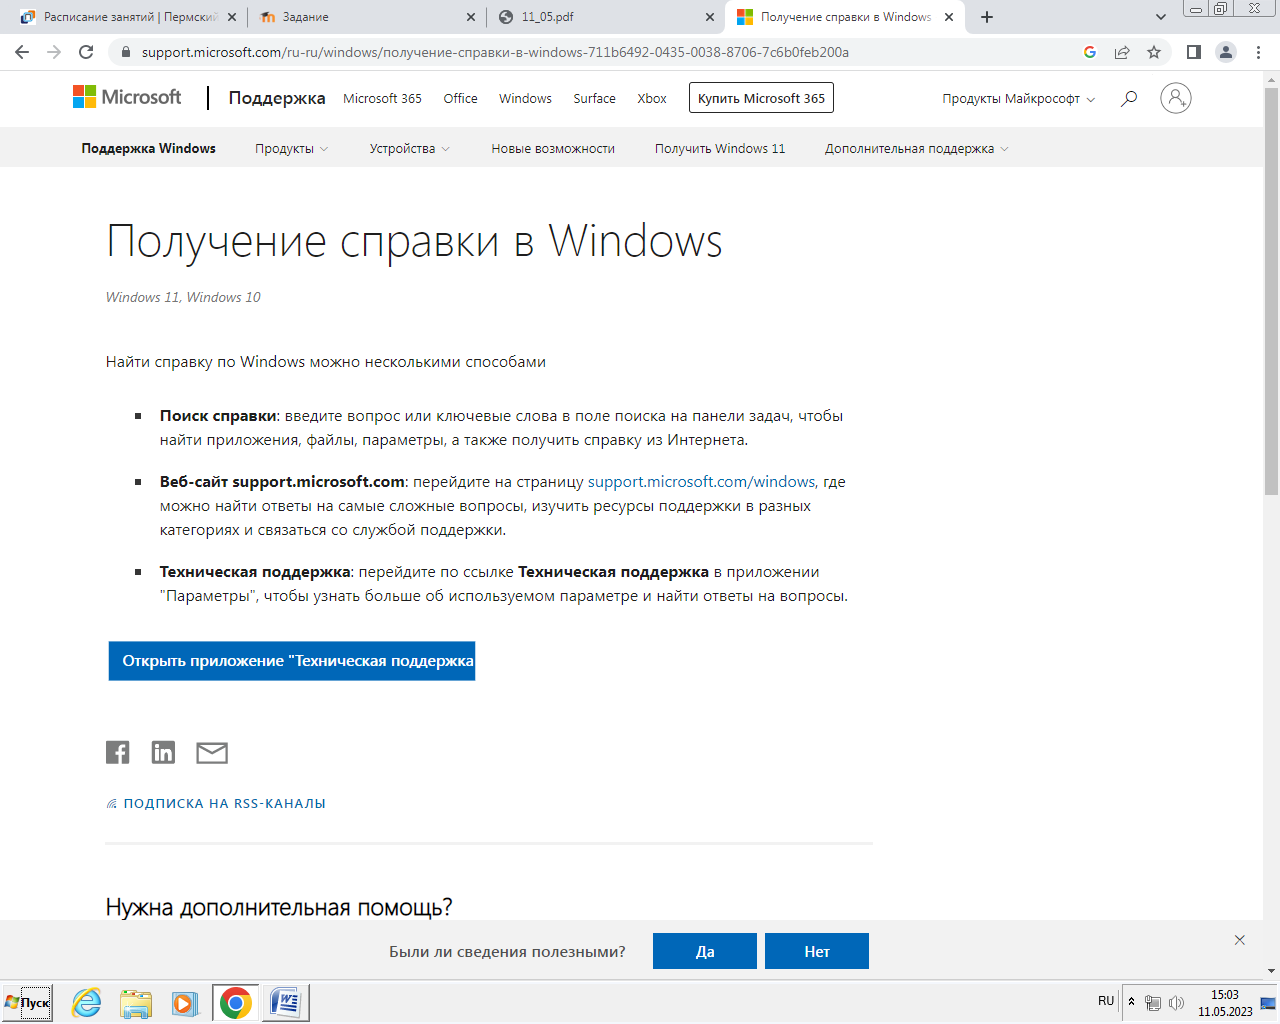 Расписание занятий | Пермский
Задание
11_05.pdf
Получение справки в Windows
support.microsoft.com/ru-ru/windows/получение-справки-в-windows-711b6492-0435-0038-8706-7c6b0feb200a
Microsoft
Поддержка
Microsoft 365
Office
Windows
Surface
Xbox
Купить Microsoft 365
Продукты Майкрософт
Поддержка Windows
Продукты
Устройства
Новые возможности
Получить Windows 11
Дополнительная поддержка
Получение справки в Windows
Windows 11, Windows 10
Найти справку по Windows можно несколькими способами
Поиск справки: введите вопрос или ключевые слова в поле поиска на панели задач, чтобы
найти приложения, файлы, параметры, а также получить справку из Интернета.
Веб-сайт support.microsoft.com: перейдите на страницу support.microsoft.com/windows, где
можно найти ответы на самые сложные вопросы, изучить ресурсы поддержки в разных
категориях и связаться со службой поддержки.
Техническая поддержка: перейдите по ссылке Техническая поддержка в приложении
"Параметры", чтобы узнать больше об используемом параметре и найти ответы на вопросы.
Открыть приложение "Техническая поддержка
ПОДПИСКА НА RSS-КАНАЛЫ
Нужна дополнительная помощь?
Были ли сведения полезными?
Да
Нет
Пуск
RU
15:03
11.05.2023